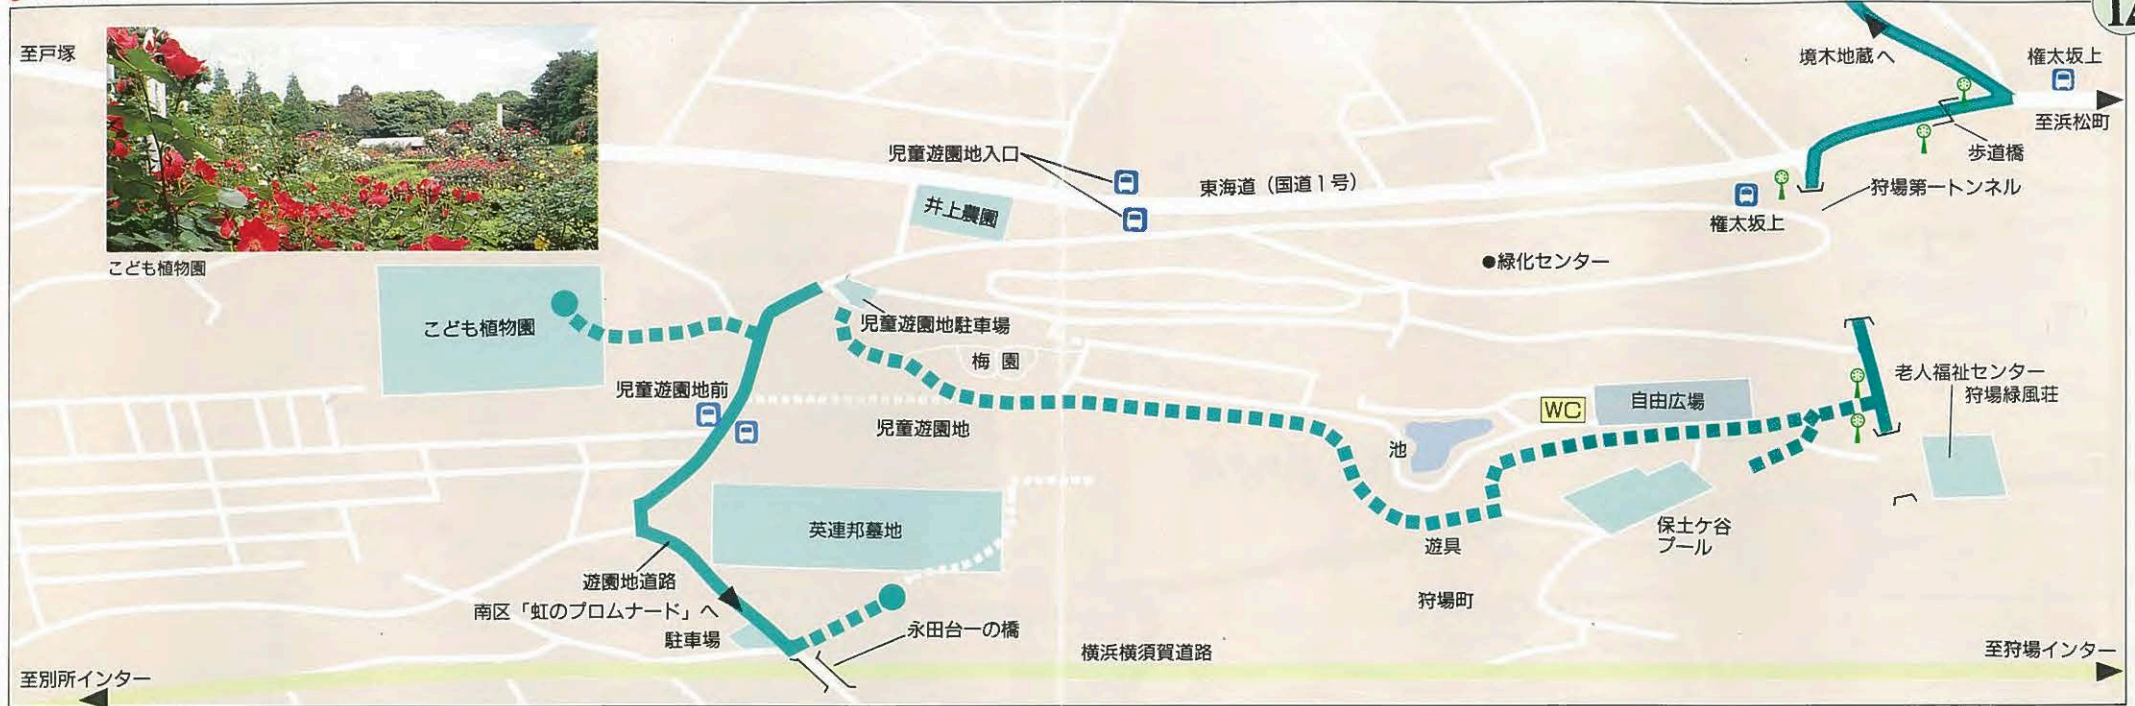 至戸塚
こども植物園
12
境木地蔵へ
権太坂上
至浜松町
歩道橋
狩場第一トンネル
権太坂上
児童遊園地入口
東海道(国道1号)
井上農園
●緑化センター
こども植物園
児童遊園地駐車場
梅園
児童遊園地前
児童遊園地
池
WC
自由広場
老人福祉センター
狩場緑風荘
英連邦墓地
遊具
保土ケ谷
プール
狩場町
遊園地道路
南区「虹のプロムナード」へ
駐車場
永田台一の橋
横浜横須賀道路
至別所インター
至狩場インター